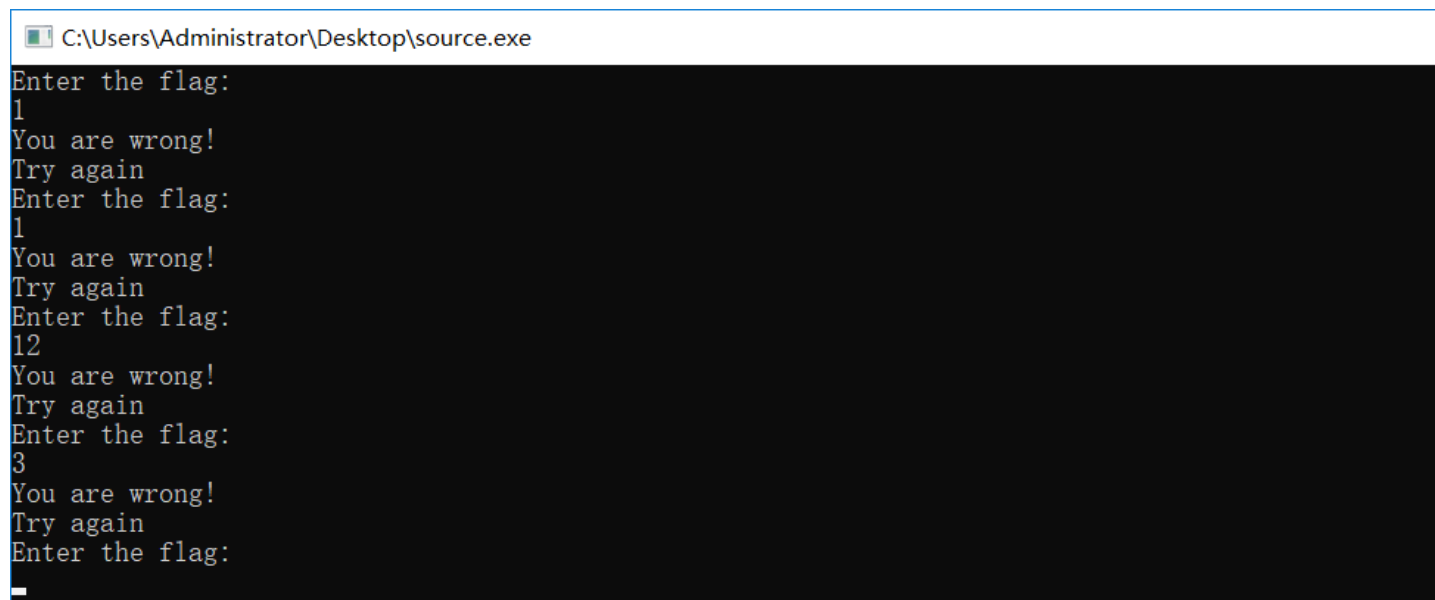 C:\Users\Administrator\Desktop\source.exe
Enter the flag:
1
You are wrong!
Try again
Enter the flag:
1
You are wrong!
Try again
Enter the flag:
12
You are wrong!
Try again
Enter the flag:
3
You are wrong!
Try again
Enter the flag: